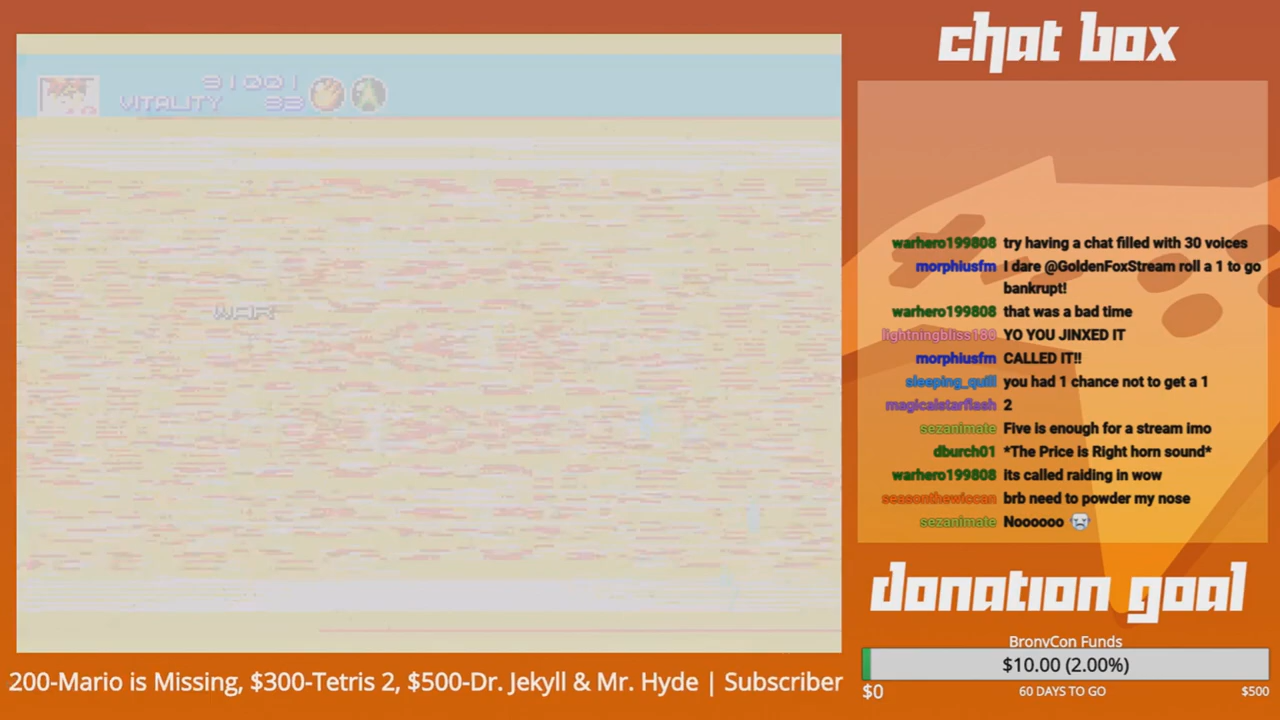 chat box
31001
VITALITY 93
WAR
warhero199808 try having a chat filled with 30 voices
morphiusfm I dare @GoldenFoxStream roll a 1 to go
bankrupt!
warhero199808 that was a bad time
lightningbliss180 YO YOU JINXED IT
morphiusfm CALLED IT!!
sleeping_quill you had 1 chance not to get a 1
magicalstarflash 2
sezanimate Five is enough for a stream imo
dburch01 *The Price is Right horn sound*
warhero199808 its called raiding in wow
seasonthewiccan brb need to powder my nose
sezanimate Noooooo
donation goal
BronyCon Funds
$10.00 (2.00%)
$0 60 DAYS TO GO $500
200-Mario is Missing, $300-Tetris 2, $500-Dr. Jekyll & Mr. Hyde | Subscriber